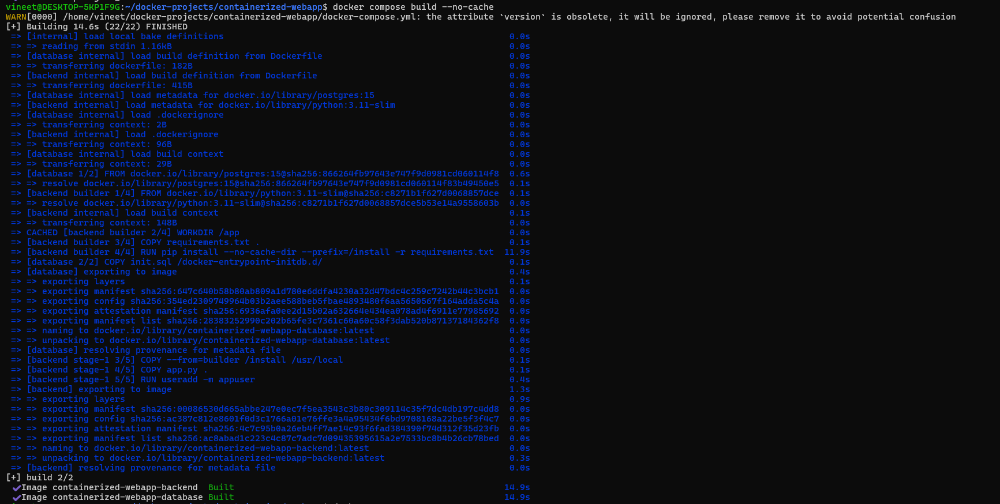 vineet@DESKTOP-5KP1F9G:~/docker-projects/containerized-webapp$ docker compose build --no-cache
WARN[0000] /home/vineet/docker-projects/containerized-webapp/docker-compose.yml: the attribute `version` is obsolete, it will be ignored, please remove it to avoid potential confusion
[+] Building 14.6s (22/22) FINISHED
=> [internal] load local bake definitions 0.0s
=> => reading from stdin 1.16kB 0.0s
=> [database internal] load build definition from Dockerfile 0.0s
=> => transferring dockerfile: 182B 0.0s
=> [backend internal] load build definition from Dockerfile 0.0s
=> => transferring dockerfile: 415B 0.0s
=> [database internal] load metadata for docker.io/library/postgres:15 0.0s
=> [backend internal] load metadata for docker.io/library/python:3.11-slim 0.0s
=> [database internal] load .dockerignore 0.0s
=> => transferring context: 2B 0.0s
=> [backend internal] load .dockerignore 0.0s
=> => transferring context: 96B 0.0s
=> [database internal] load build context 0.0s
=> => transferring context: 29B 0.0s
=> [database 1/2] FROM docker.io/library/postgres:15@sha256:866264fb97643e747f9d0981cd060114f8 0.6s
=> => resolve docker.io/library/postgres:15@sha256:866264fb97643e747f9d0981cd060114f83b49450e5 0.1s
=> [backend builder 1/4] FROM docker.io/library/python:3.11-slim@sha256:c8271b1f627d0068857dce 0.1s
=> => resolve docker.io/library/python:3.11-slim@sha256:c8271b1f627d0068857dce5b53e14a9558603b 0.0s
=> [backend internal] load build context 0.1s
=> => transferring context: 148B 0.0s
=> CACHED [backend builder 2/4] WORKDIR /app 0.0s
=> [backend builder 3/4] COPY requirements.txt . 0.1s
=> [backend builder 4/4] RUN pip install --no-cache-dir --prefix=/install -r requirements.txt 11.9s
=> [database 2/2] COPY init.sql /docker-entrypoint-initdb.d/ 0.1s
=> [database] exporting to image 0.4s
=> => exporting layers 0.1s
=> => exporting manifest sha256:647c640b58b80ab809a1d780e6ddfa4230a32d47bdc4c259c7242b44c3bcb1 0.0s
=> => exporting config sha256:354ed2309749964b03b2aee588beb5fbae4893480f6aa5650567f164adda5c4a 0.0s
=> => exporting attestation manifest sha256:6936afa0ee2d15b02a632664e434ea078ad4f6911e77985692 0.0s
=> => exporting manifest list sha256:28383252990c202b65fe3c7361c60a60c58f3dab520b87137184362f8 0.0s
=> => naming to docker.io/library/containerized-webapp-database:latest 0.0s
=> => unpacking to docker.io/library/containerized-webapp-database:latest 0.0s
=> [database] resolving provenance for metadata file 0.0s
=> [backend stage-1 3/5] COPY --from=builder /install /usr/local 0.1s
=> [backend stage-1 4/5] COPY app.py . 0.1s
=> [backend stage-1 5/5] RUN useradd -m appuser 0.4s
=> [backend] exporting to image 1.3s
=> => exporting layers 0.9s
=> => exporting manifest sha256:00086530d665abbe247e0ec7f5ea3543c3b80c309114c35f7dc4db197c4dd8 0.0s
=> => exporting config sha256:ac387c812e8601f0d3c1766a01e76ffe3a4a95434f6bd9708168a22be5f3f4c7 0.0s
=> => exporting attestation manifest sha256:4c7c95b0a26eb4ff7ae14c93f6fad384390f74d312f35d23fb 0.0s
=> => exporting manifest list sha256:ac8abad1c223c4c87c7adc7d09435395615a2e7533bc8b4b26cb78bed 0.0s
=> => naming to docker.io/library/containerized-webapp-backend:latest 0.0s
=> => unpacking to docker.io/library/containerized-webapp-backend:latest 0.3s
=> [backend] resolving provenance for metadata file 0.0s
[+] build 2/2
✔Image containerized-webapp-backend Built 14.9s
✔Image containerized-webapp-database Built 14.9s